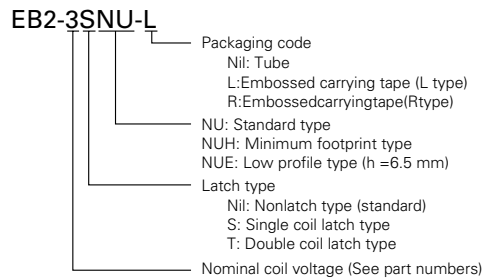 EB2-3SNU-L
Packaging code
Nil: Tube
L:Embossed carrying tape (L type)
R:Embossedcarryingtape(Rtype)
NU: Standard type
NUH: Minimum footprint type
NUE: Low profile type (h =6.5 mm)
Latch type
Nil: Nonlatch type (standard)
S: Single coil latch type
T: Double coil latch type
Nominal coil voltage (See part numbers)